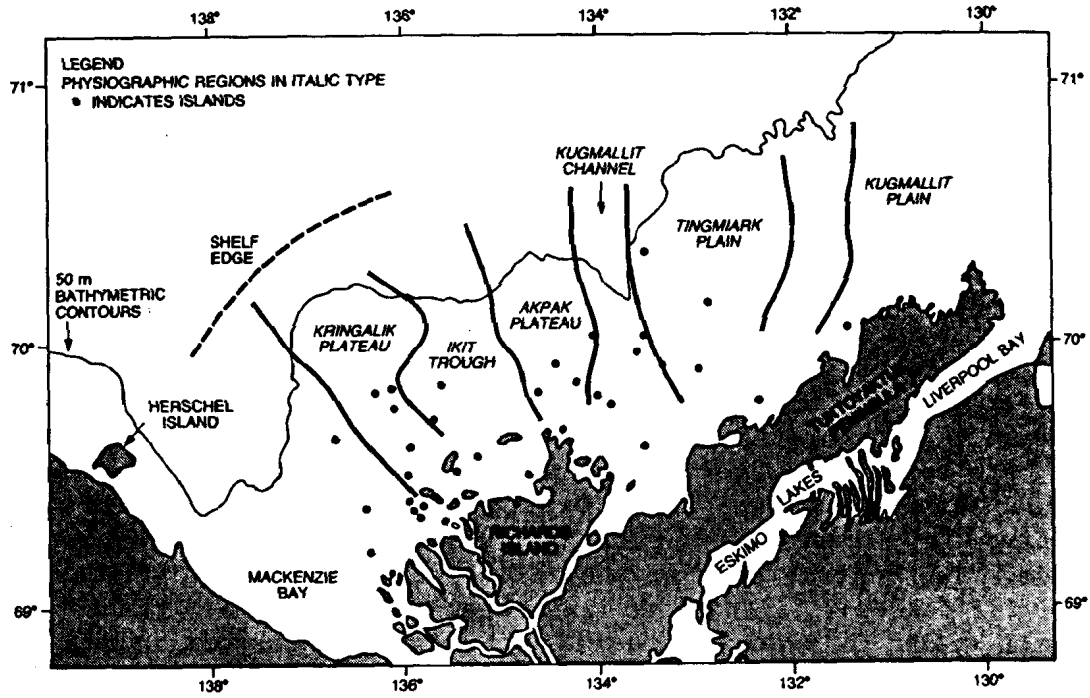 138° 136° 134° 132° 130°
LEGEND
PHYSIOGRAPHIC REGIONS IN ITALIC TYPE
• INDICATES ISLANDS
71° 71°
KUGMALLIT
CHANNEL
KUGMALLIT
PLAIN
TINGMIARK
PLAIN
SHELF
EDGE
50 m
BATHYMETRIC
CONTOURS
AKPAK
PLATEAU
KRINGALIK
PLATEAU
IKIT
TROUGH
70° 70°
HERSCHEL
ISLAND
LIVERPOOL BAY
LAKES
ESKIMO
RICHARDS
ISLAND
MACKENZIE
BAY
69° 69°
138° 136° 134° 132° 130°